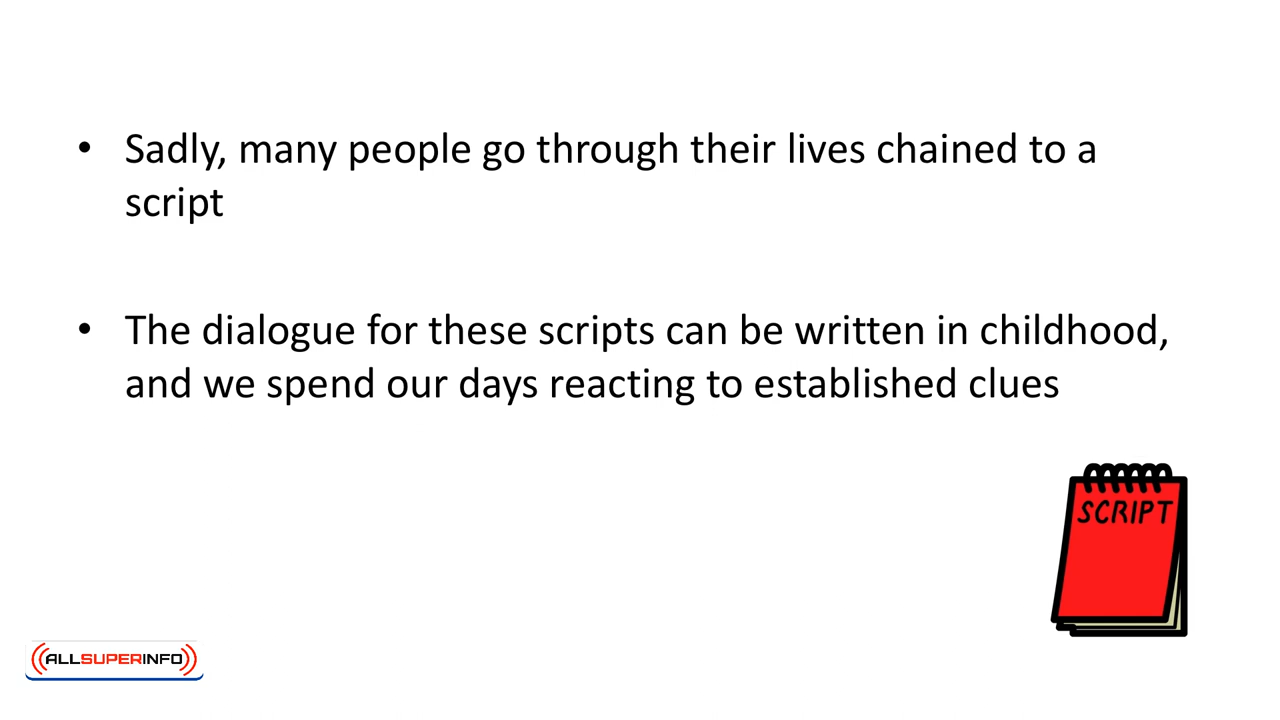 • Sadly, many people go through their lives chained to a
script
• The dialogue for these scripts can be written in childhood,
and we spend our days reacting to established clues
SCRIPT
ALLSUPERINFO